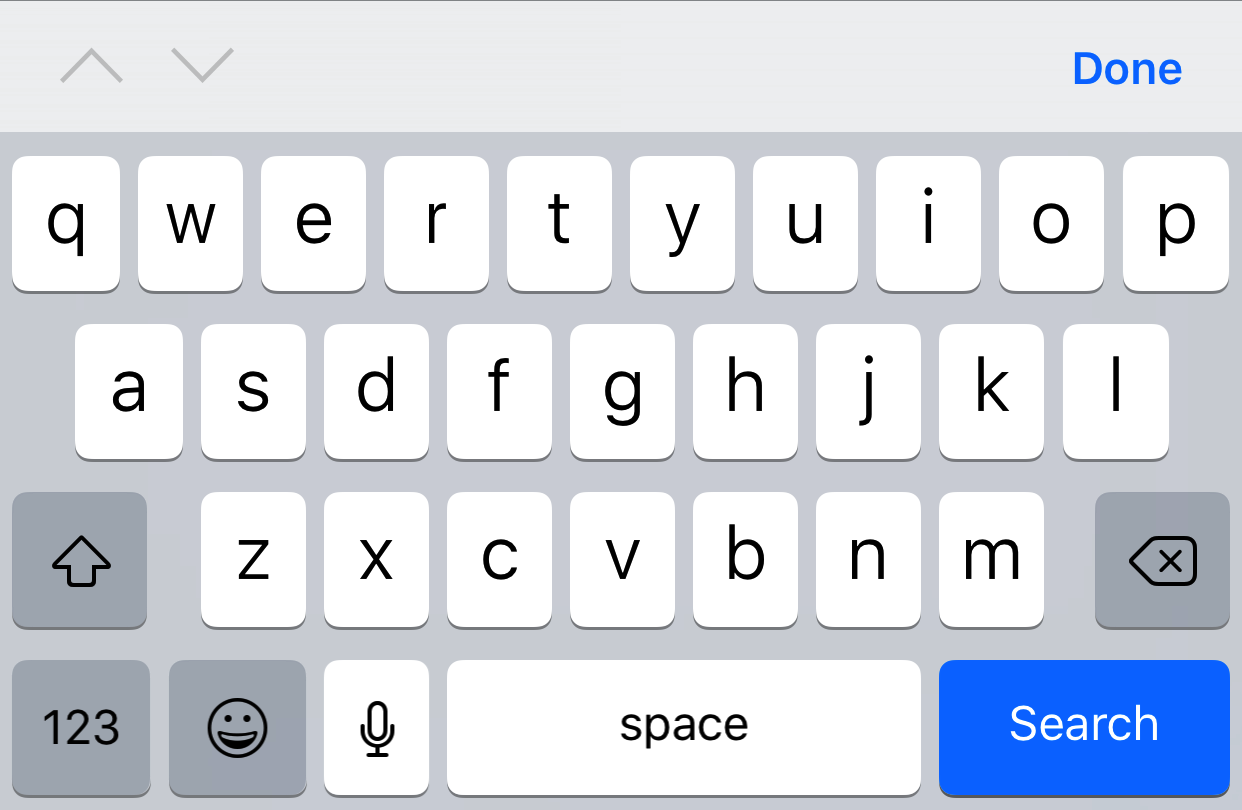 Done
q w e r t y u i o p
a s d f g h j k l
z x c v b n m
123 space Search